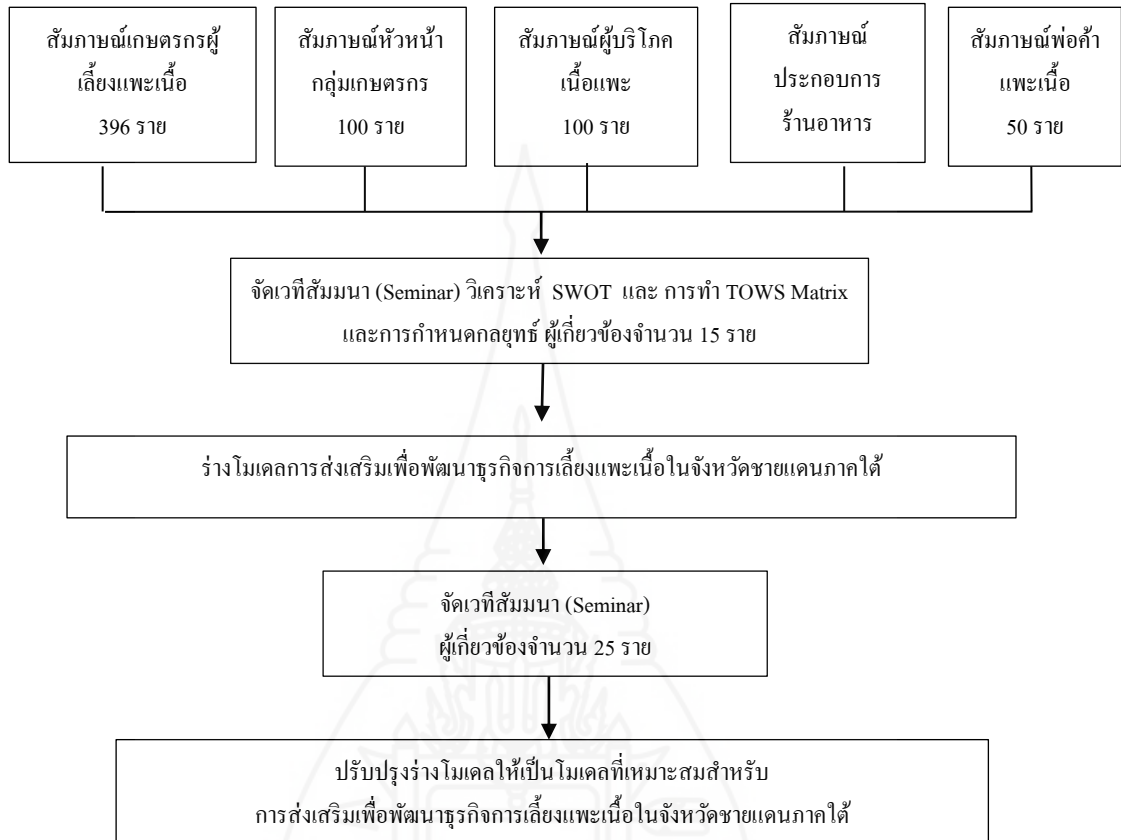 สัมภาษณ์เกษตรกรผู้
เลี้ยงแพะเนื้อ
396 ราย
สัมภาษณ์หัวหน้า
กลุ่มเกษตรกร
100 ราย
สัมภาษณ์ผู้บริโภค
เนื้อแพะ
100 ราย
สัมภาษณ์
ประกอบการ
ร้านอาหาร
สัมภาษณ์พ่อค้า
แพะเนื้อ
50 ราย
จัดเวทีสัมมนา (Seminar) วิเคราะห์ SWOT และ การทำ TOWS Matrix
และการกำหนดกลยุทธ์ ผู้เกี่ยวข้องจำนวน 15 ราย
ร่างโมเดลการส่งเสริมเพื่อพัฒนาธุรกิจการเลี้ยงแพะเนื้อในจังหวัดชายแดนภาคใต้
จัดเวทีสัมมนา (Seminar)
ผู้เกี่ยวข้องจำนวน 25 ราย
ปรับปรุงร่างโมเดลให้เป็นโมเดลที่เหมาะสมสำหรับ
การส่งเสริมเพื่อพัฒนาธุรกิจการเลี้ยงแพะเนื้อในจังหวัดชายแดนภาคใต้